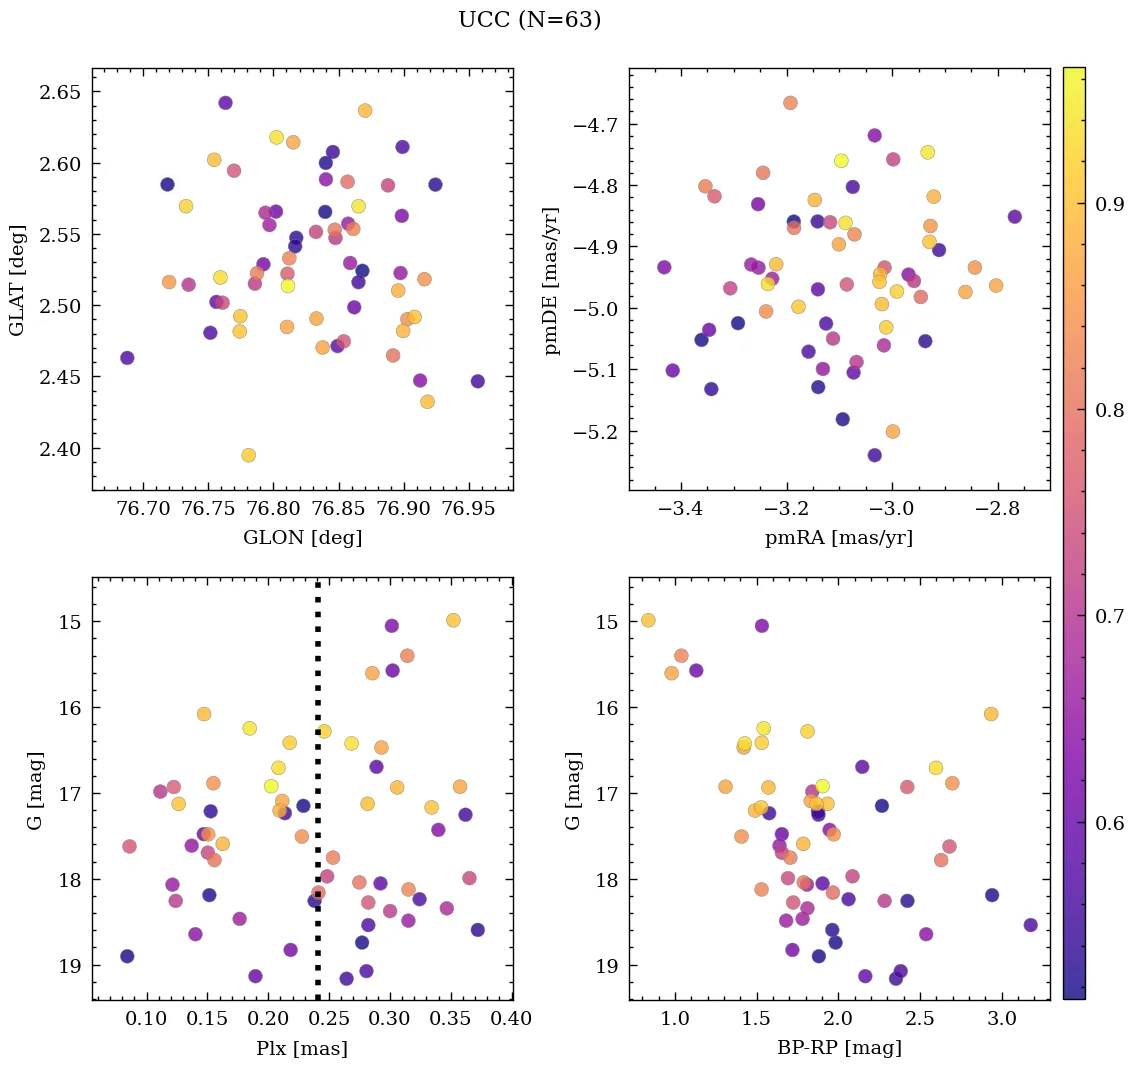 UCC (N=63)
2.65
2.60
2.55
2.50
2.45
2.40
GLAT [deg]
76.70 76.75 76.80 76.85 76.90 76.95
GLON [deg]
−4.7
−4.8
−4.9
−5.0
−5.1
−5.2
pmDE [mas/yr]
−3.4 −3.2 −3.0 −2.8
pmRA [mas/yr]
0.9
0.8
0.7
0.6
15
16
17
18
19
G [mag]
0.10 0.15 0.20 0.25 0.30 0.35 0.40
Plx [mas]
15
16
17
18
19
G [mag]
1.0 1.5 2.0 2.5 3.0
BP-RP [mag]